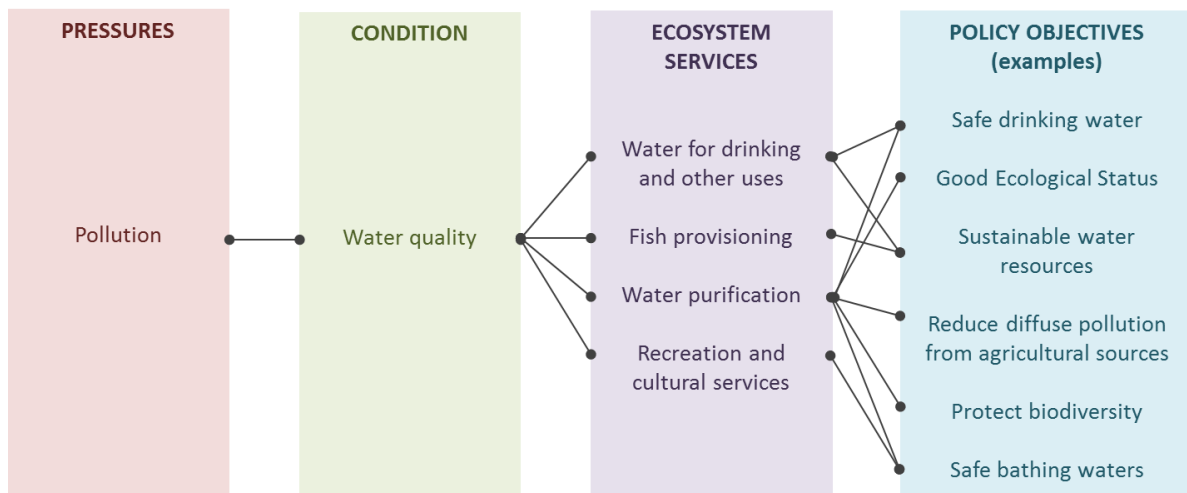 PRESSURES
Pollution
CONDITION
Water quality
ECOSYSTEM
SERVICES
Water for drinking
and other uses
Fish provisioning
Water purification
Recreation and
cultural services
POLICY OBJECTIVES
(examples)
Safe drinking water
Good Ecological Status
Sustainable water
resources
Reduce diffuse pollution
from agricultural sources
Protect biodiversity
Safe bathing waters